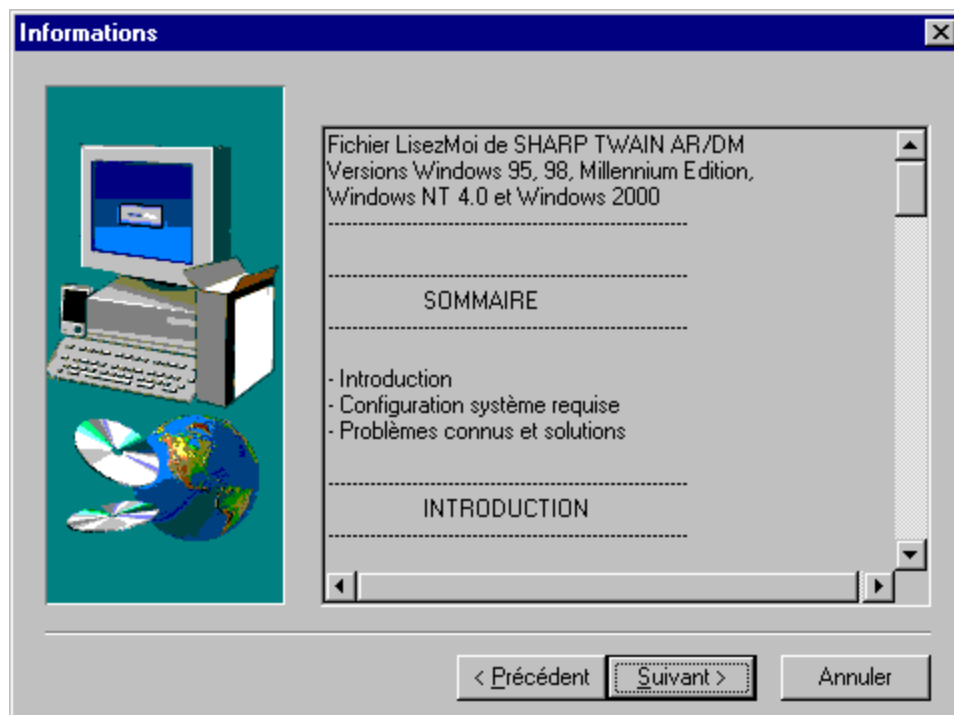 Informations
Fichier LisezMoi de SHARP TWAIN AR/DM
Versions Windows 95, 98, Millennium Edition,
Windows NT 4.0 et Windows 2000
------------------------------------------------------------
------------------------------------------------------------
SOMMAIRE
------------------------------------------------------------
- Introduction
- Configuration système requise
- Problèmes connus et solutions
------------------------------------------------------------
INTRODUCTION
------------------------------------------------------------
< Précédent
Suivant >
Annuler